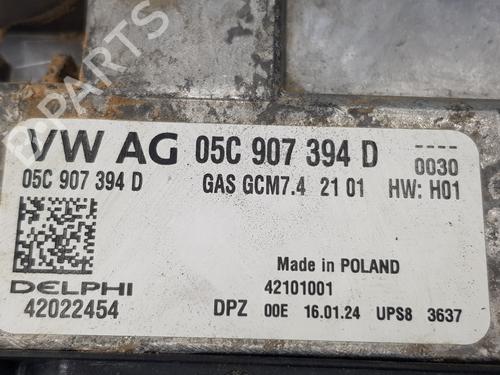 B PARTS
VW AG 05C 907 394 D ----
0030
05C 907 394 D GAS GCM7.4 21 01 HW: H01
Made in POLAND
DELPHI 42101001
42022454 DPZ 00E 16.01.24 UPS8 3637